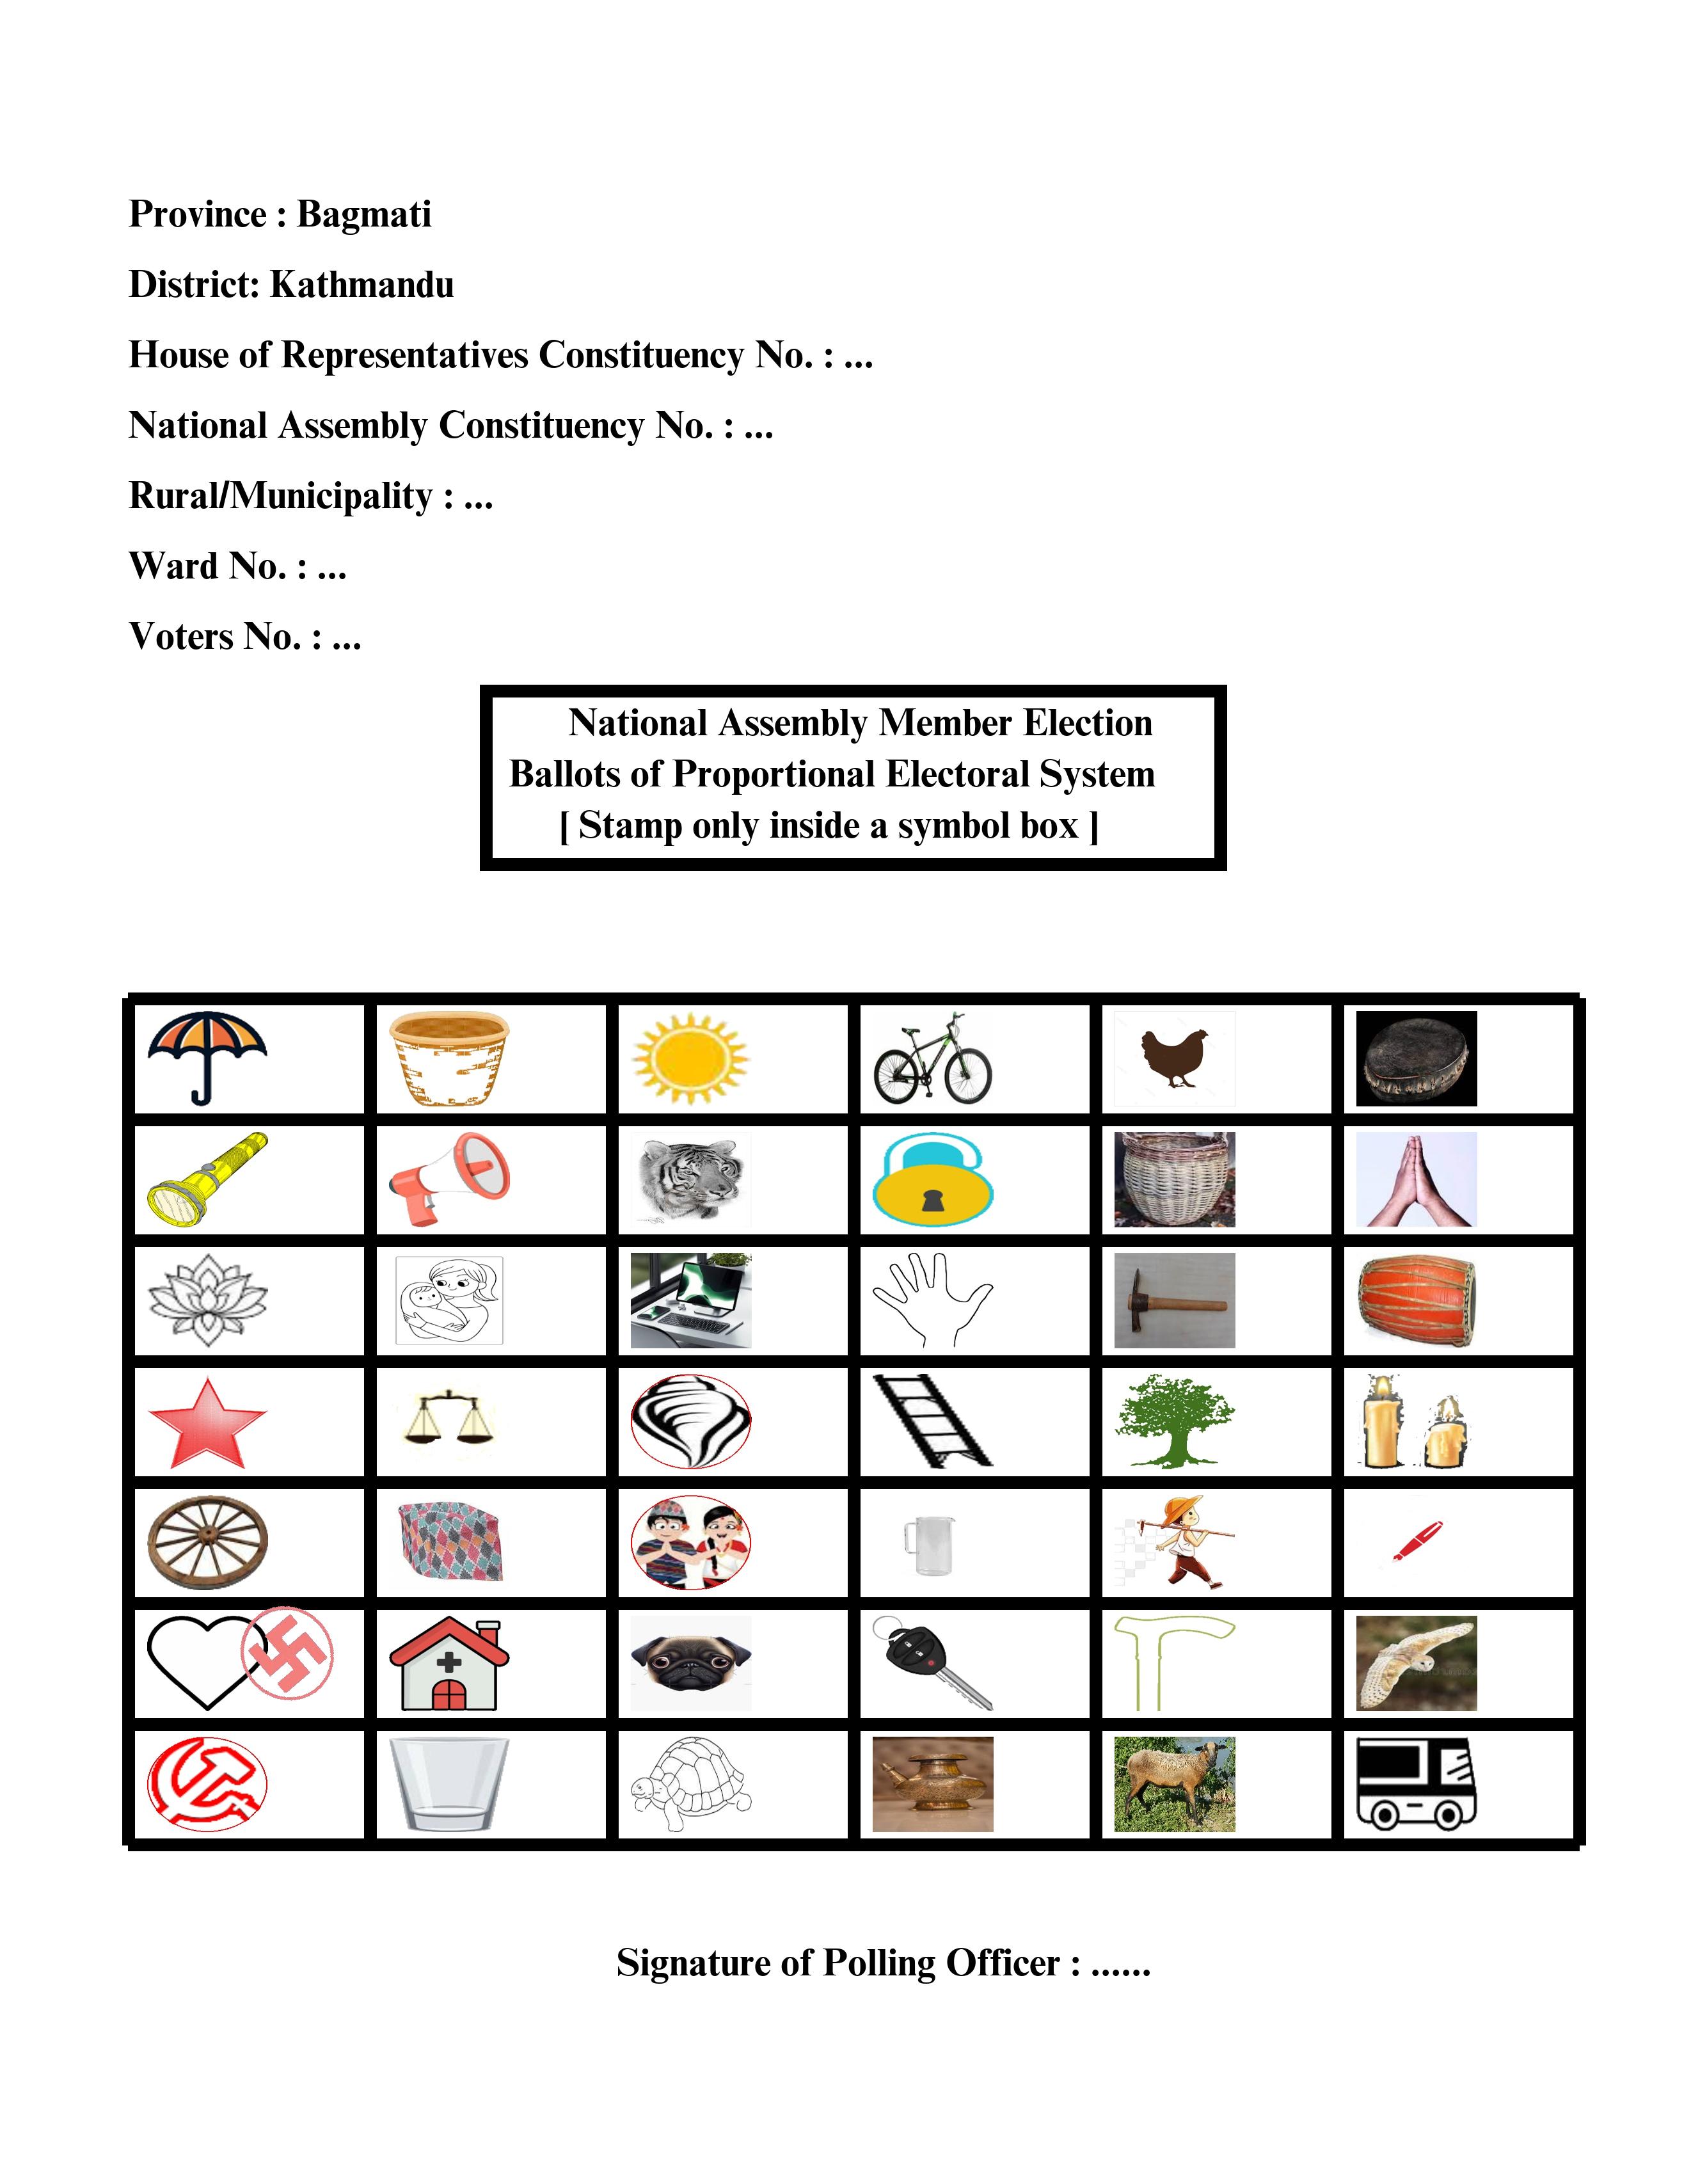 Province : Bagmati
District: Kathmandu
House of Representatives Constituency No. : ...
National Assembly Constituency No. : ...
Rural/Municipality : ...
Ward No. : ...
Voters No. : ...
National Assembly Member Election
Ballots of Proportional Electoral System
[ Stamp only inside a symbol box ]
Signature of Polling Officer : ......